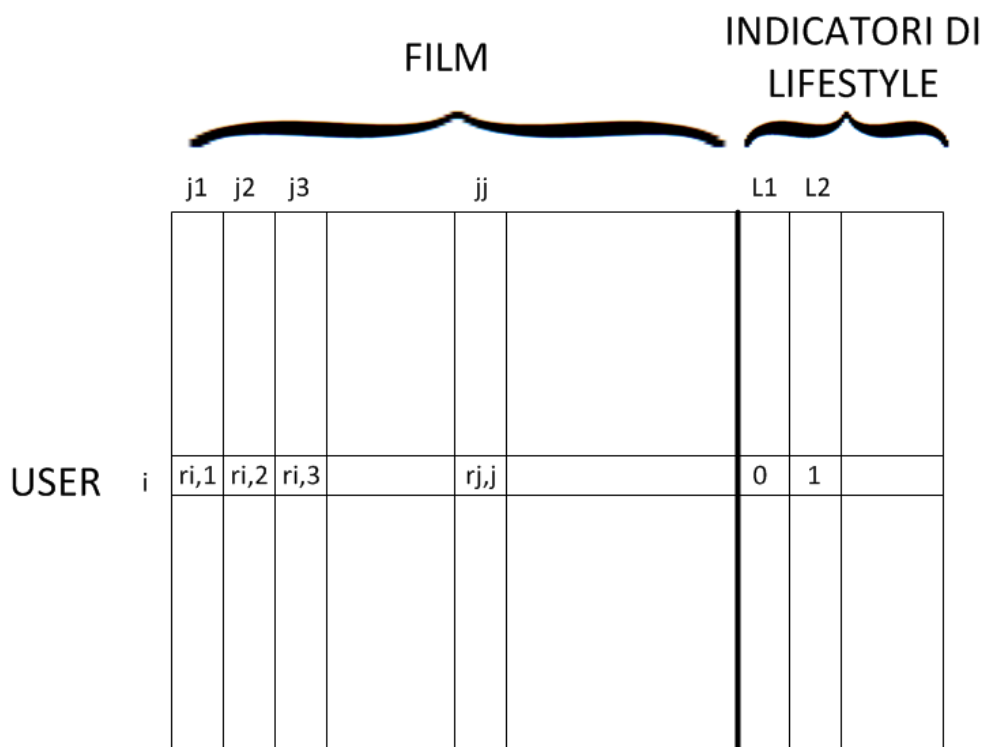 FILM
INDICATORI DI
LIFESTYLE
j1 j2 j3 jj L1 L2
USER i ri,1 ri,2 ri,3 rj,j 0 1